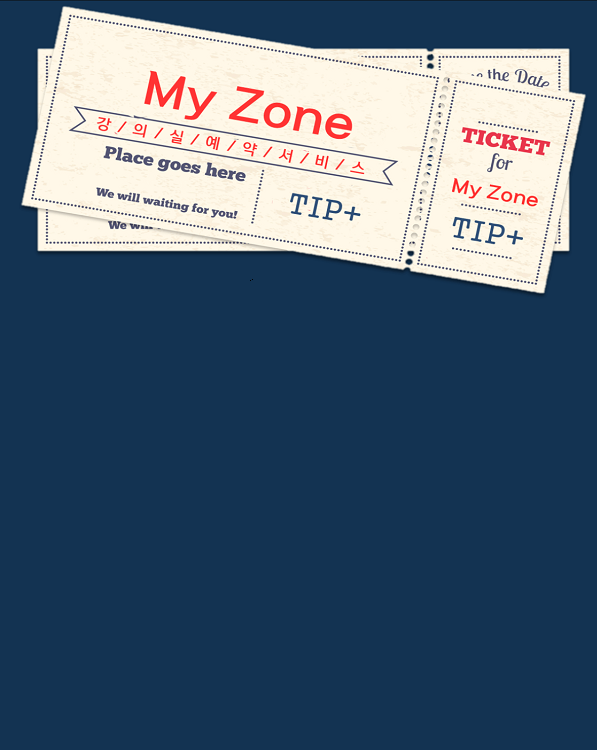 My Zone
강 / 의 / 실 / 예 / 약 / 서 / 비 / 스
Place goes here
We will waiting for you!
TIP+
the Date
TICKET
for
My Zone
TIP+
We